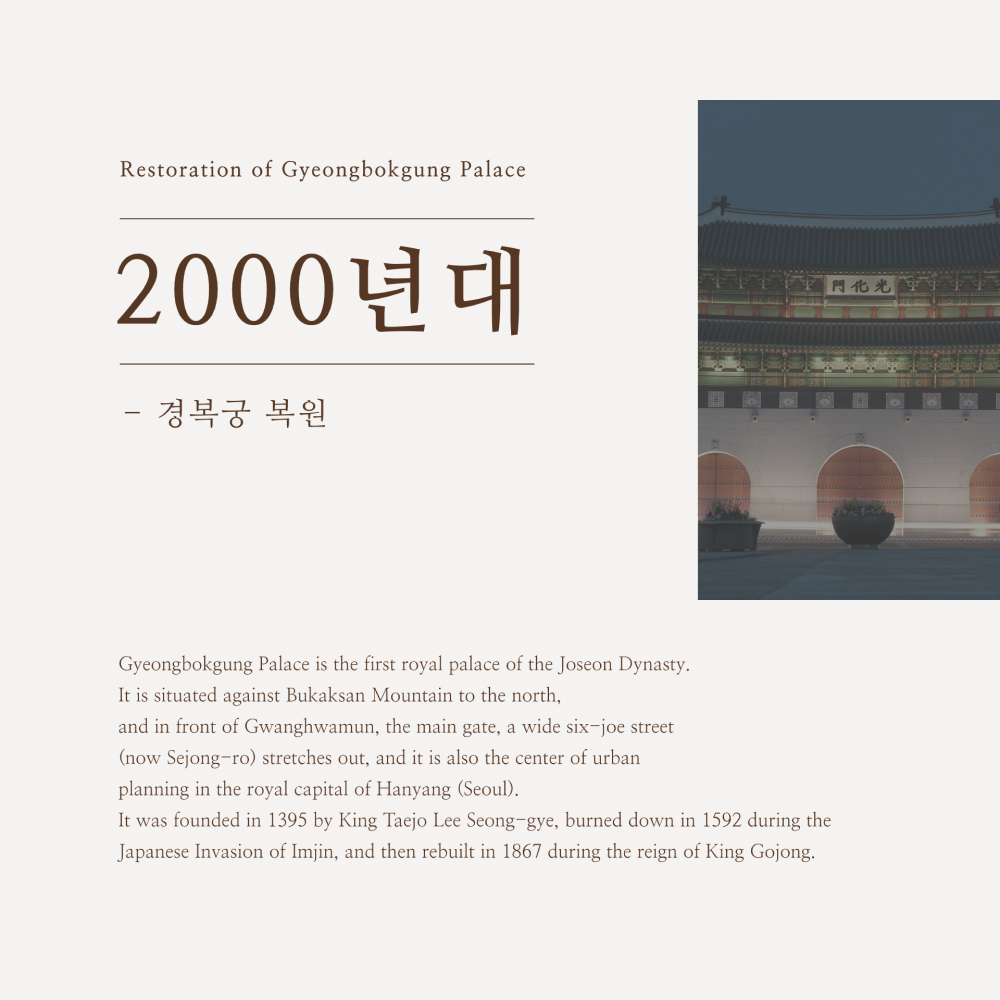 Restoration of Gyeongbokgung Palace
2000년대
- 경복궁 복원
門化光
Gyeongbokgung Palace is the first royal palace of the Joseon Dynasty.
It is situated against Bukaksan Mountain to the north,
and in front of Gwanghwamun, the main gate, a wide six-joe street
(now Sejong-ro) stretches out, and it is also the center of urban
planning in the royal capital of Hanyang (Seoul).
It was founded in 1395 by King Taejo Lee Seong-gye, burned down in 1592 during the
Japanese Invasion of Imjin, and then rebuilt in 1867 during the reign of King Gojong.